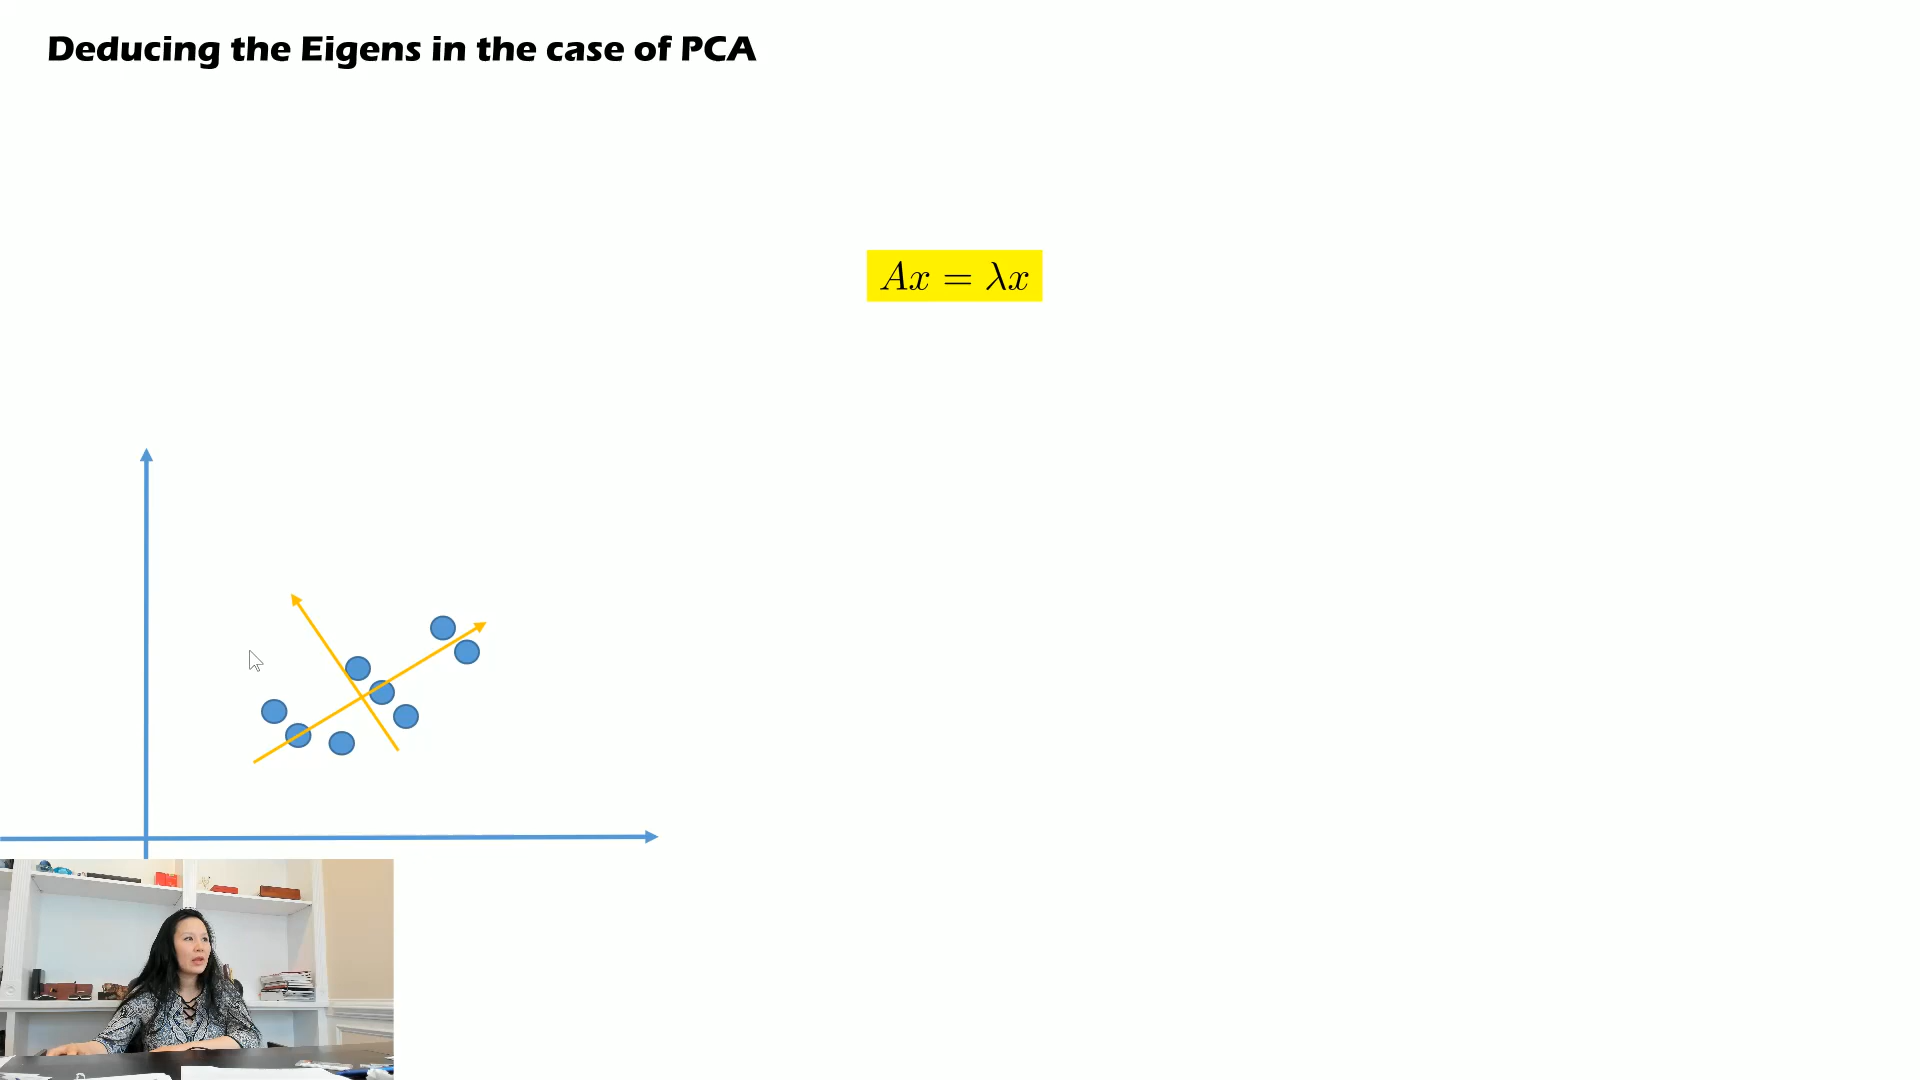 Deducing the Eigens in the case of PCA
Ax = λx